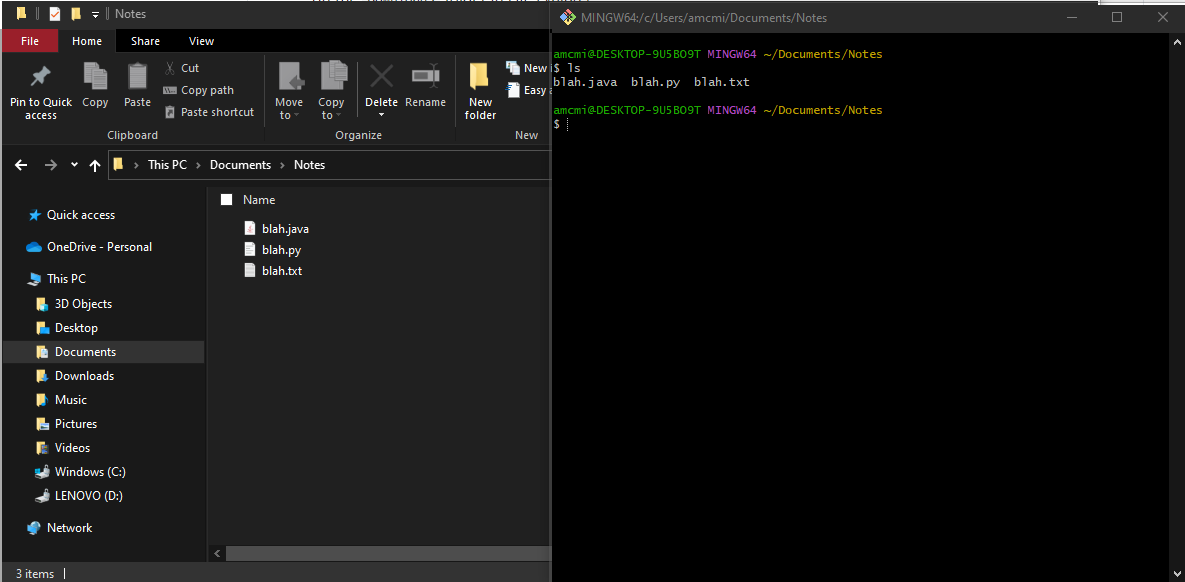 Notes
File Home Share View
Pin to Quick access
Copy
Paste
Cut
Copy path
Paste shortcut
Move to
Copy to
Delete
Rename
New folder
New
Easy a
Clipboard
Organize
New
This PC > Documents > Notes
Quick access
OneDrive - Personal
This PC
3D Objects
Desktop
Documents
Downloads
Music
Pictures
Videos
Windows (C:)
LENOVO (D:)
Network
Name
blah.java
blah.py
blah.txt
3 items
MINGW64:/c/Users/amcmi/Documents/Notes
amcmi@DESKTOP-9U5BO9T MINGW64 ~/Documents/Notes
$ ls
blah.java blah.py blah.txt
amcmi@DESKTOP-9U5BO9T MINGW64 ~/Documents/Notes
$